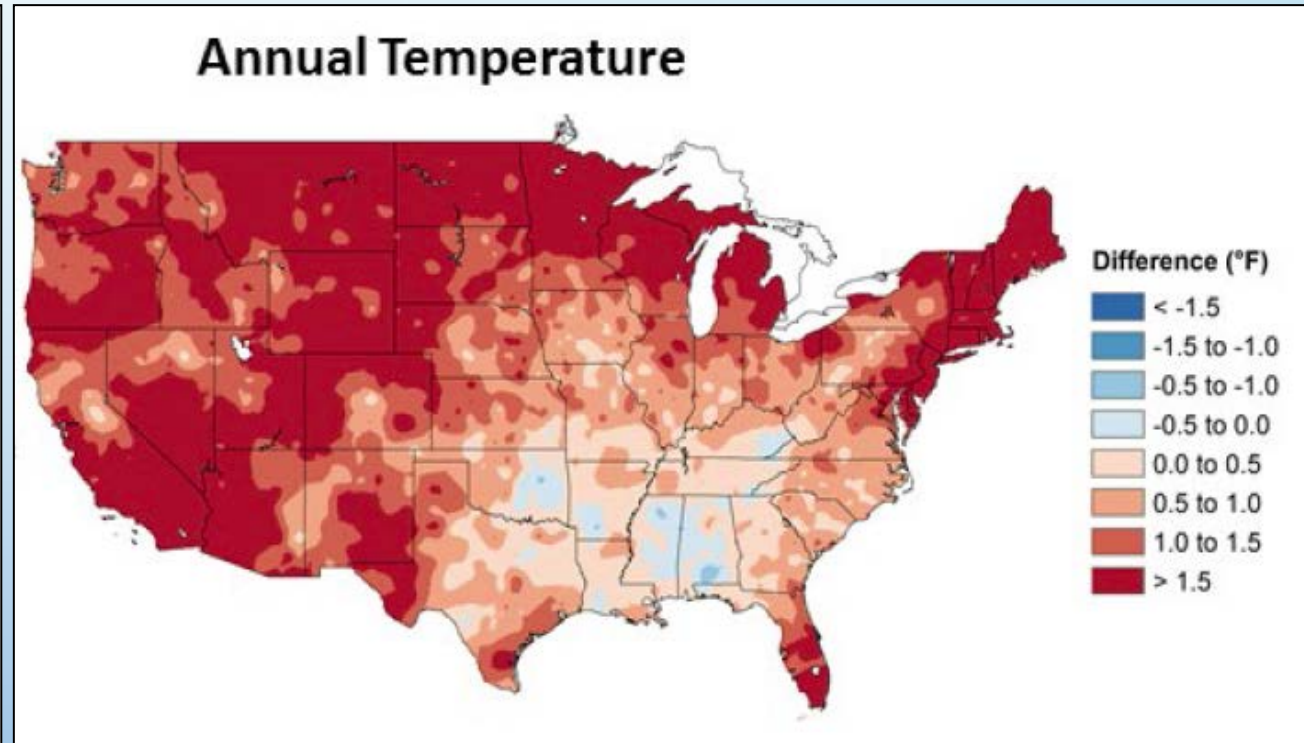 Annual Temperature
Difference (°F)
< -1.5
-1.5 to -1.0
-0.5 to -1.0
-0.5 to 0.0
0.0 to 0.5
0.5 to 1.0
1.0 to 1.5
> 1.5